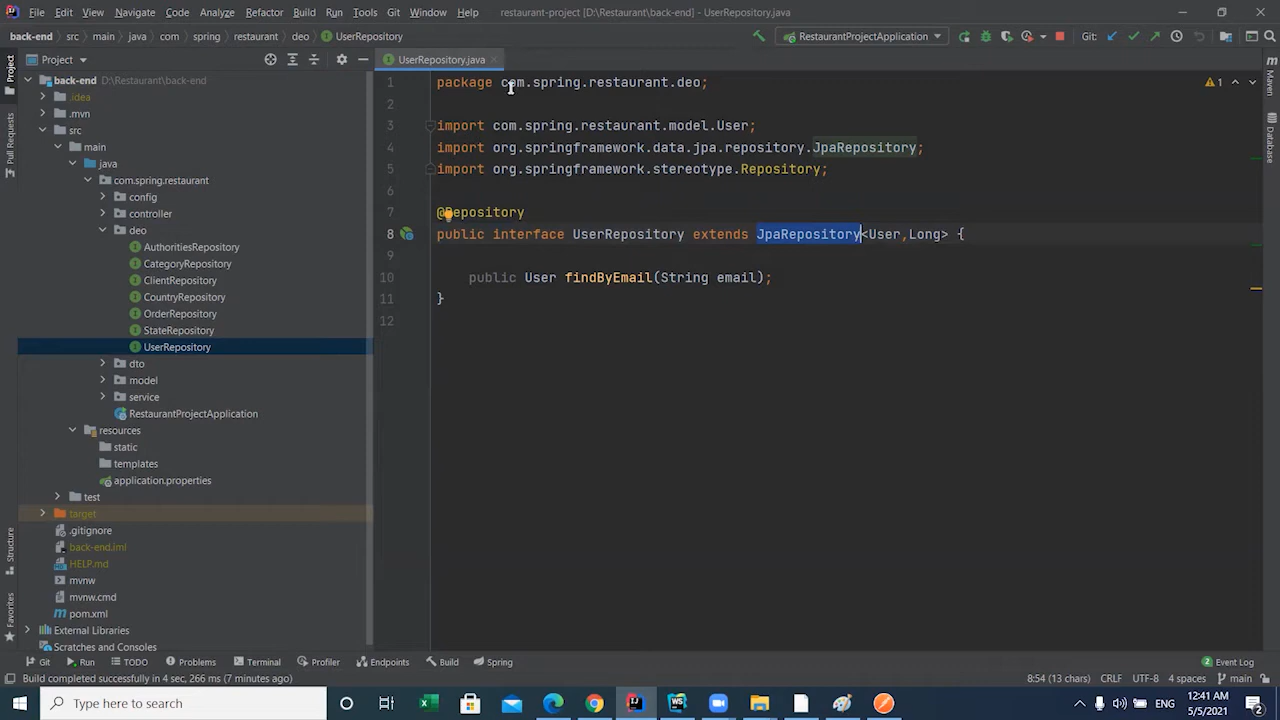 File Edit View Navigate Code Analyze Refactor Build Run Tools Git Window Help restaurant-project [D:\Restaurant\back-end] - UserRepository.java
back-end src main java com spring restaurant deo UserRepository RestaurantProjectApplication Git:
Project
UserRepository.java
back-end D:\Restaurant\back-end
.idea
.mvn
src
main
java
com.spring.restaurant
config
controller
deo
AuthoritiesRepository
CategoryRepository
ClientRepository
CountryRepository
OrderRepository
StateRepository
UserRepository
dto
model
service
RestaurantProjectApplication
resources
static
templates
application.properties
test
target
.gitignore
back-end.iml
HELP.md
mvnw
mvnw.cmd
pom.xml
External Libraries
Scratches and Consoles
Project
Pull Requests
Structure
Favorites
1 package com.spring.restaurant.deo;
2
3 import com.spring.restaurant.model.User;
4 import org.springframework.data.jpa.repository.JpaRepository;
5 import org.springframework.stereotype.Repository;
6
7 @Repository
8 public interface UserRepository extends JpaRepository<User,Long> {
9
10 public User findByEmail(String email);
11 }
12
1
Maven
Database
Git Run TODO Problems Terminal Profiler Endpoints Build Spring Event Log
Build completed successfully in 4 sec, 266 ms (7 minutes ago) 8:54 (13 chars) CRLF UTF-8 4 spaces main
Type here to search
ENG
12:41 AM
5/5/2021
2